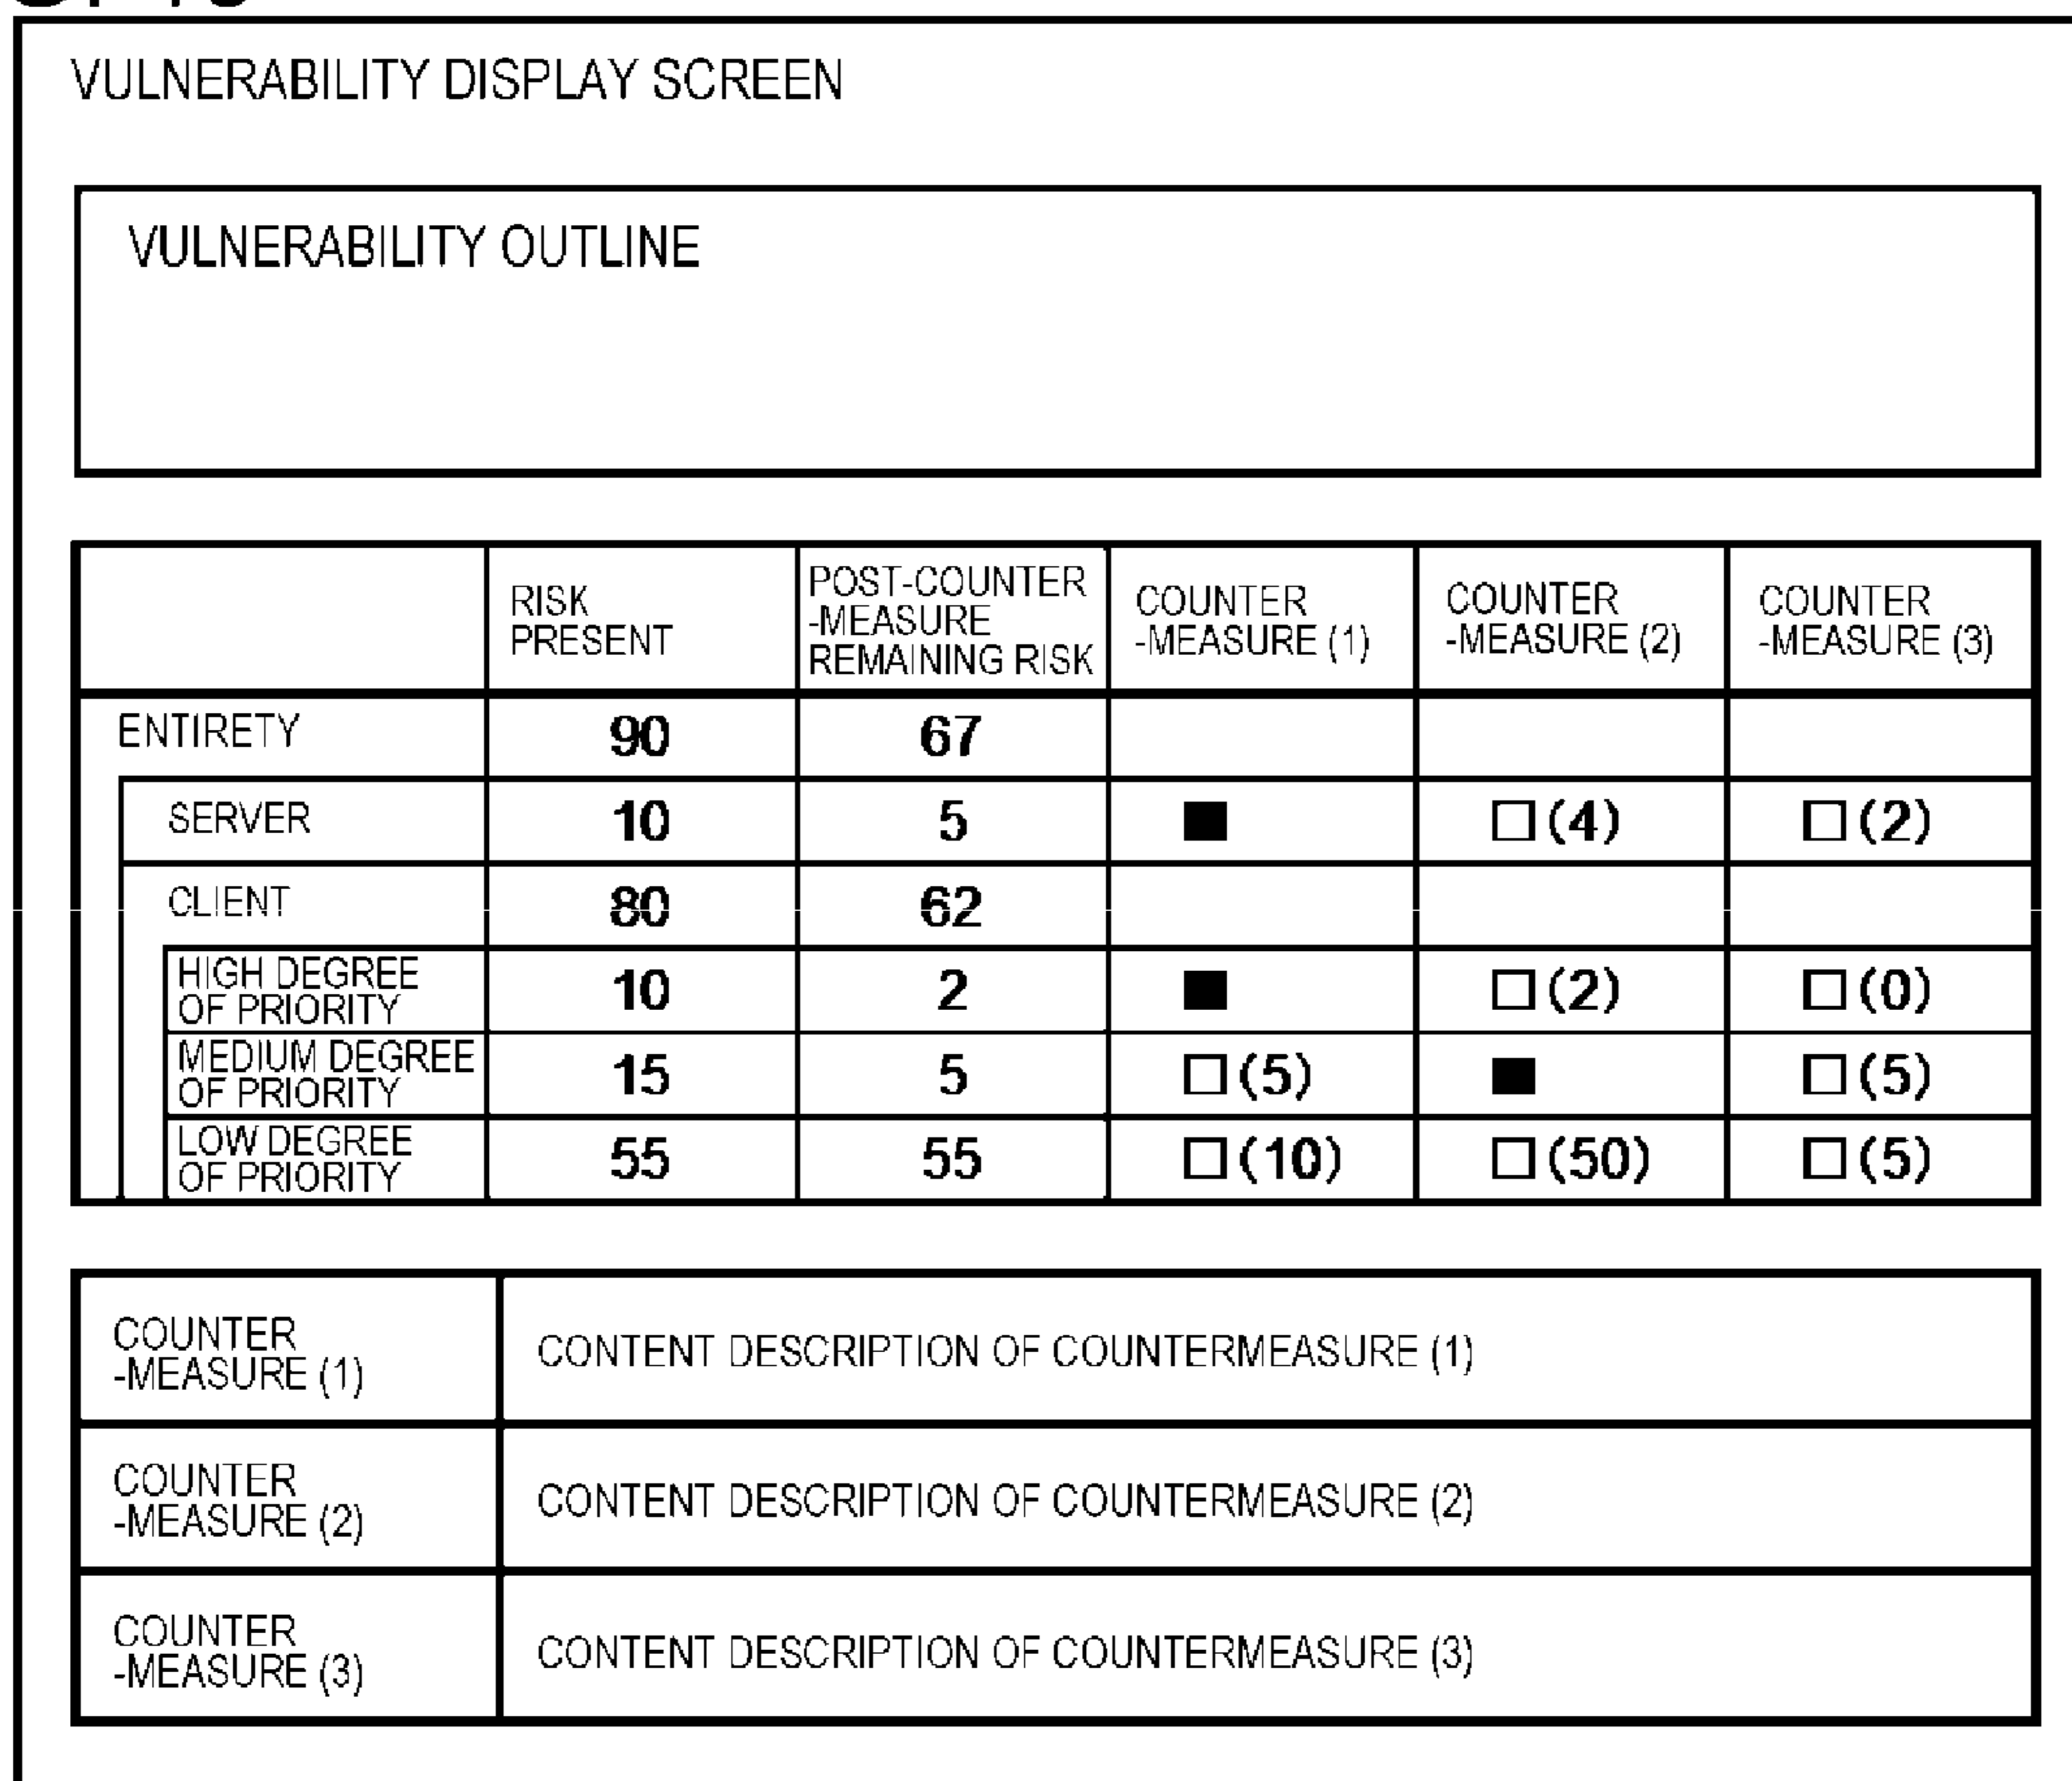 VULNERABILITY DISPLAY SCREEN
VULNERABILITY OUTLINE
RISK
PRESENT
POST-COUNTER
-MEASURE
REMAINING RISK
COUNTER
-MEASURE (1)
COUNTER
-MEASURE (2)
COUNTER
-MEASURE (3)
ENTIRETY 90 67
SERVER 10 5 ■ □(4) □(2)
CLIENT 80 62
HIGH DEGREE
OF PRIORITY
10 2 ■ □(2) □(0)
MEDIUM DEGREE
OF PRIORITY
15 5 □(5) ■ □(5)
LOW DEGREE
OF PRIORITY
55 55 □(10) □(50) □(5)
COUNTER
-MEASURE (1)
CONTENT DESCRIPTION OF COUNTERMEASURE (1)
COUNTER
-MEASURE (2)
CONTENT DESCRIPTION OF COUNTERMEASURE (2)
COUNTER
-MEASURE (3)
CONTENT DESCRIPTION OF COUNTERMEASURE (3)